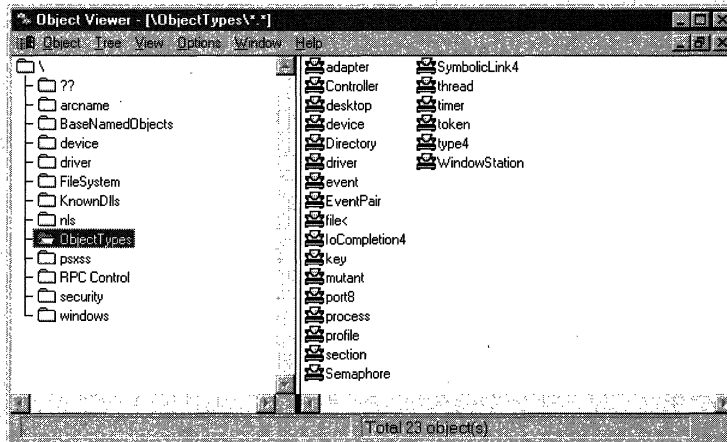 Object Viewer - [\ObjectTypes\*.*]
Object Tree View Options Window Help
\
??
arcname
BaseNamedObjects
device
driver
FileSystem
KnownDlls
nls
ObjectTypes
psxss
RPC Control
security
windows
adapter
Controller
desktop
device
Directory
driver
event
EventPair
file<
IoCompletion4
key
mutant
port8
process
profile
section
Semaphore
SymbolicLink4
thread
timer
token
type4
WindowStation
Total 23 object(s)